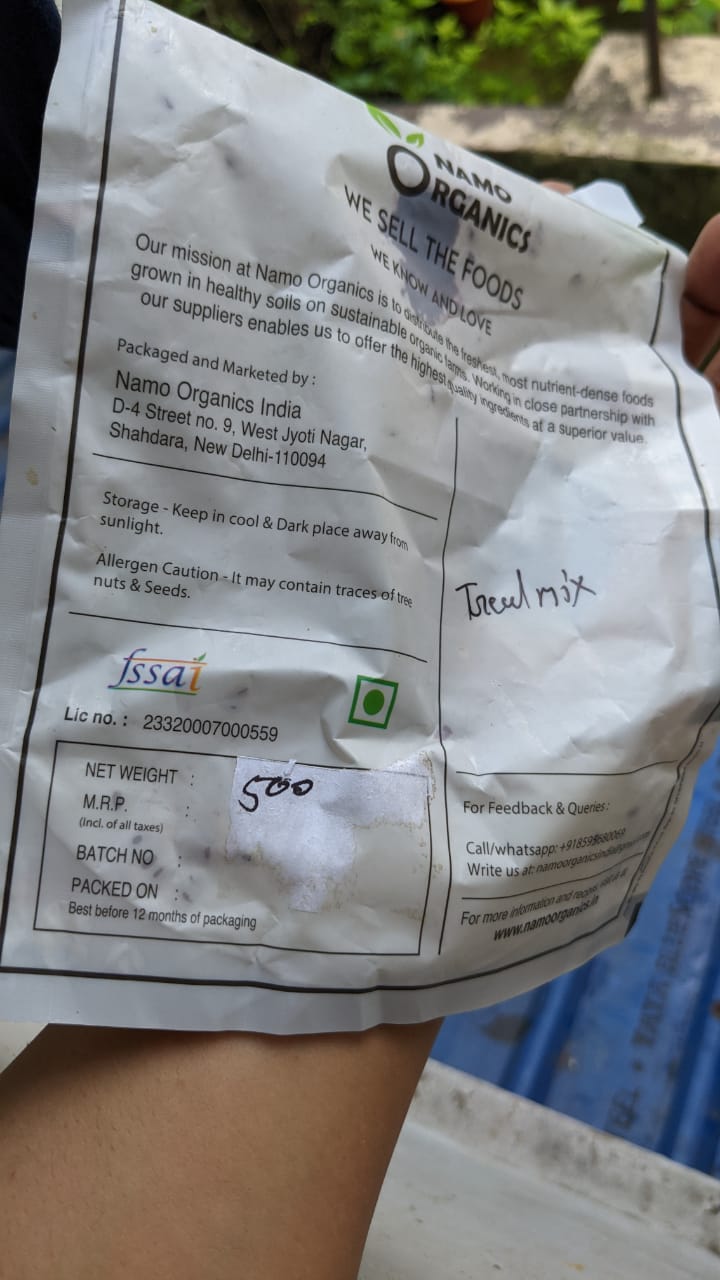 NAMO
ORGANICS
WE SELL THE FOODS
WE KNOW AND LOVE
Our mission at Namo Organics is to distribute the freshest, most nutrient-dense foods
grown in healthy soils on sustainable organic farms. Working in close partnership with
our suppliers enables us to offer the highest quality ingredients at a superior value.
Packaged and Marketed by :
Namo Organics India
D-4 Street no. 9, West Jyoti Nagar,
Shahdara, New Delhi-110094
Storage - Keep in cool & Dark place away from
sunlight.
Allergen Caution - It may contain traces of tree
nuts & Seeds.
fssai
Lic no. : 23320007000559
NET WEIGHT : 500
M.R.P. :
(Incl. of all taxes)
BATCH NO :
PACKED ON :
Best before 12 months of packaging
mix
For Feedback & Queries :
Call/whatsapp:
Write us at:
For more information and
www.namoorganics.in